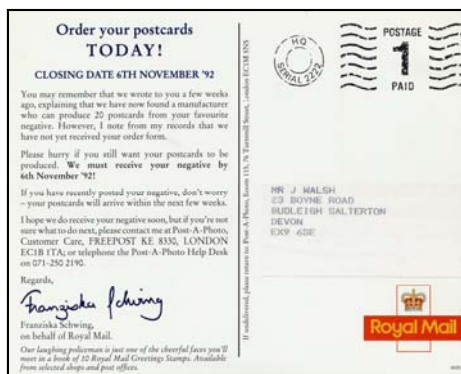 Order your postcards
TODAY!
CLOSING DATE 6TH NOVEMBER '92
You may remember that we wrote to you a few weeks
ago, explaining that we have now found a manufacturer
who can produce 20 postcards from your favourite
negative. However, I note from my records that we
have not yet received your order form.
Please hurry if you still want your postcards to be
produced. We must receive your negative by
6th November '92!
If you have recently posted your negative, don't worry
– your postcards will arrive within the next few weeks.
I hope we do receive your negative soon, but if you're not
sure what to do next, please contact me at Post-A-Photo,
Customer Care, FREEPOST KE 8330, LONDON
EC1B 1TA; or telephone the Post-A-Photo Help Desk
on 071-250 2190.
Regards,
Franziska Schwing
Franziska Schwing,
on behalf of Royal Mail.
Our laughing policeman is just one of the cheerful faces you'll
meet in a book of 10 Royal Mail Greetings Stamps. Available
from selected shops and post offices.
If undelivered, please return to: Post-A-Photo, Room 113, 76 Turnmill Street, London EC1M 5NS
HQ
SERIAL 2222
POSTAGE
1
PAID
MR J WALSH
23 BOYNE ROAD
BUDLEIGH SALTERTON
DEVON
EX9 6SE
Royal Mail